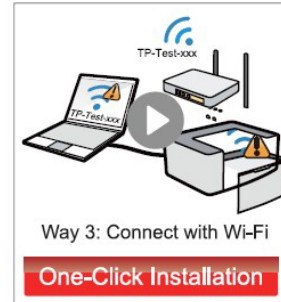 TP-Test-xxx
TP-Test-xxx
Way 3: Connect with Wi-Fi
One-Click Installation